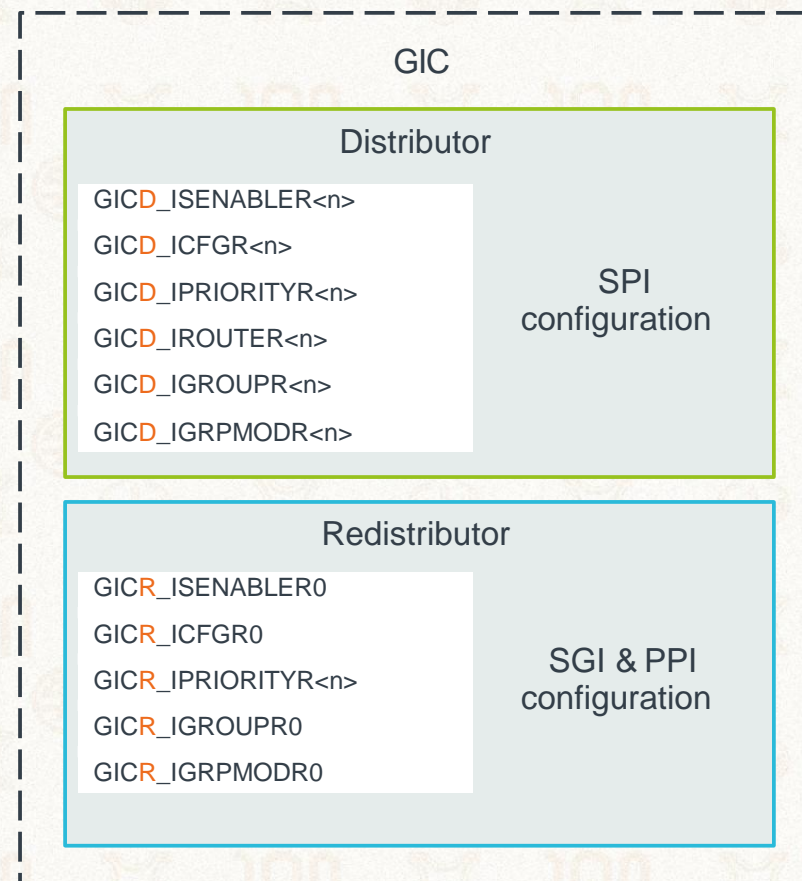 GIC
Distributor
GICD_ISENABLER<n>
GICD_ICFGR<n>
GICD_IPRIORITYR<n>
GICD_IROUTER<n>
GICD_IGROUPR<n>
GICD_IGRPMODR<n>
SPI
configuration
Redistributor
GICR_ISENABLER0
GICR_ICFGR0
GICR_IPRIORITYR<n>
GICR_IGROUPR0
GICR_IGRPMODR0
SGI & PPI
configuration